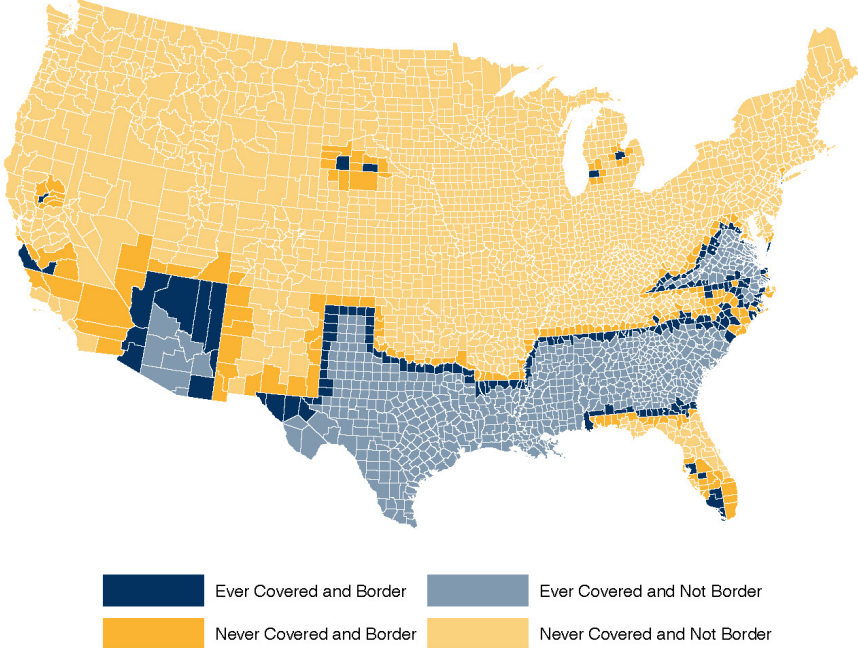 Ever Covered and Border
Ever Covered and Not Border
Never Covered and Border
Never Covered and Not Border